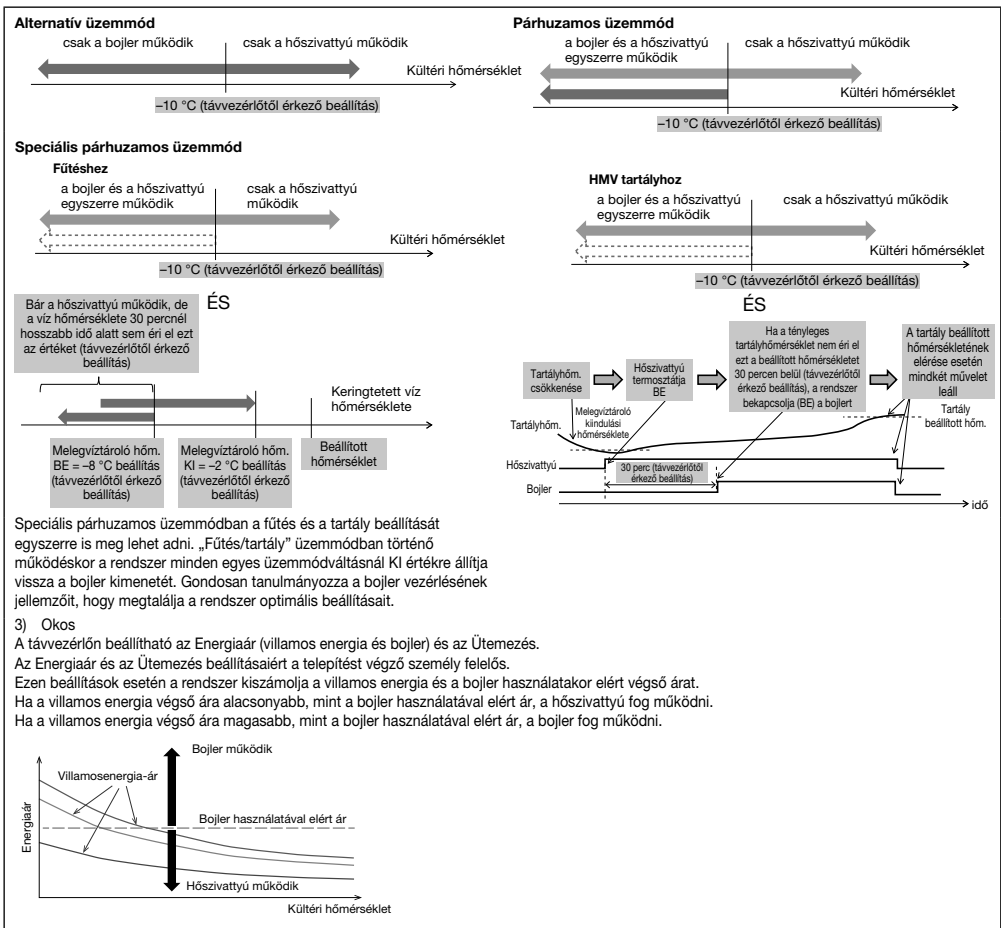 Alternatív üzemmód
csak a bojler működik
csak a hőszivattyú működik
Kültéri hőmérséklet
–10 °C (távvezérlőtől érkező beállítás)
Párhuzamos üzemmód
a bojler és a hőszivattyú
egyszerre működik
csak a hőszivattyú működik
Kültéri hőmérséklet
–10 °C (távvezérlőtől érkező beállítás)
Speciális párhuzamos üzemmód
Fűtéshez
a bojler és a hőszivattyú
egyszerre működik
csak a hőszivattyú
működik
Kültéri hőmérséklet
–10 °C (távvezérlőtől érkező beállítás)
ÉS
Bár a hőszivattyú működik, de
a víz hőmérséklete 30 percnél
hosszabb idő alatt sem éri el ezt
az értéket (távvezérlőtől érkező
beállítás)
Keringtetett víz
hőmérséklete
Melegvíztároló hőm.
BE = –8 °C beállítás
(távvezérlőtől érkező
beállítás)
Melegvíztároló hőm.
KI = –2 °C beállítás
(távvezérlőtől érkező
beállítás)
Beállított
hőmérséklet
HMV tartályhoz
a bojler és a hőszivattyú
egyszerre működik
csak a hőszivattyú működik
Kültéri hőmérséklet
–10 °C (távvezérlőtől érkező beállítás)
ÉS
Tartályhőm.
csökkenése
Hőszivattyú
termosztátja
BE
Ha a tényleges
tartályhőmérséklet nem éri el
ezt a beállított hőmérsékletet
30 percen belül (távvezérlőtől
érkező beállítás), a rendszer
bekapcsolja (BE) a bojlert
A tartály beállított
hőmérsékletének
elérése esetén
mindkét művelet
leáll
Melegvíztároló
kiindulási
hőmérséklete
Tartályhőm.
Tartály
beállított hőm.
Hőszivattyú
30 perc (távvezérlőtől
érkező beállítás)
Bojler
idő
Speciális párhuzamos üzemmódban a fűtés és a tartály beállítását
egyszerre is meg lehet adni. „Fűtés/tartály” üzemmódban történő
működéskor a rendszer minden egyes üzemmódváltásnál KI értékre állítja
vissza a bojler kimenetét. Gondosan tanulmányozza a bojler vezérlésének
jellemzőit, hogy megtalálja a rendszer optimális beállításait.
3) Okos
A távvezérlőn beállítható az Energiaár (villamos energia és bojler) és az Ütemezés.
Az Energiaár és az Ütemezés beállításaiért a telepítést végző személy felelős.
Ezen beállítások esetén a rendszer kiszámolja a villamos energia és a bojler használatakor elért végső árat.
Ha a villamos energia végső ára alacsonyabb, mint a bojler használatával elért ár, a hőszivattyú fog működni.
Ha a villamos energia végső ára magasabb, mint a bojler használatával elért ár, a bojler fog működni.
Bojler működik
Villamosenergia-ár
Bojler használatával elért ár
Energiaár
Hőszivattyú működik
Kültéri hőmérséklet